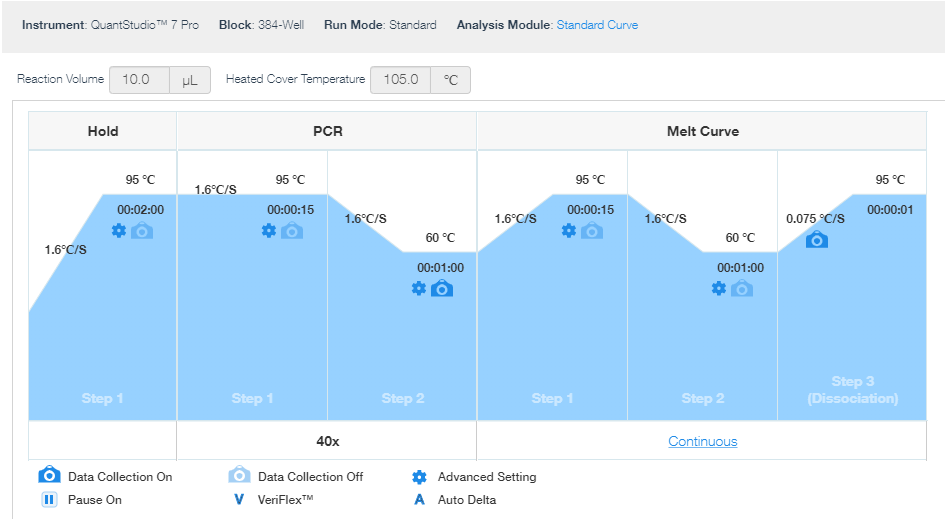 Instrument: QuantStudio™ 7 Pro Block: 384-Well Run Mode: Standard Analysis Module: Standard Curve
Reaction Volume 10.0 µL Heated Cover Temperature 105.0 °C
Hold PCR Melt Curve
95 °C 95 °C 95 °C 95 °C
1.6°C/S
00:02:00 00:00:15 00:00:15 00:00:01
1.6°C/S 1.6°C/S 1.6°C/S 0.075 °C/S
60 °C 60 °C
1.6°C/S
00:01:00 00:01:00
Step 3
Step 1 Step 1 Step 2 Step 1 Step 2 (Dissociation)
40x Continuous
Data Collection On Data Collection Off Advanced Setting
Pause On V VeriFlex™ A Auto Delta